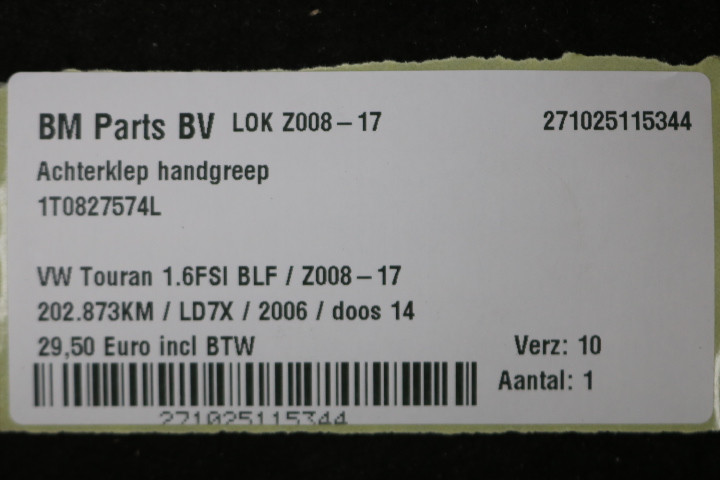 BM Parts BV LOK Z008-17 271025115344
Achterklep handgreep
1T0827574L
VW Touran 1.6FSI BLF / Z008-17
202.873KM / LD7X / 2006 / doos 14
29,50 Euro incl BTW Verz: 10
Aantal: 1
271025115344